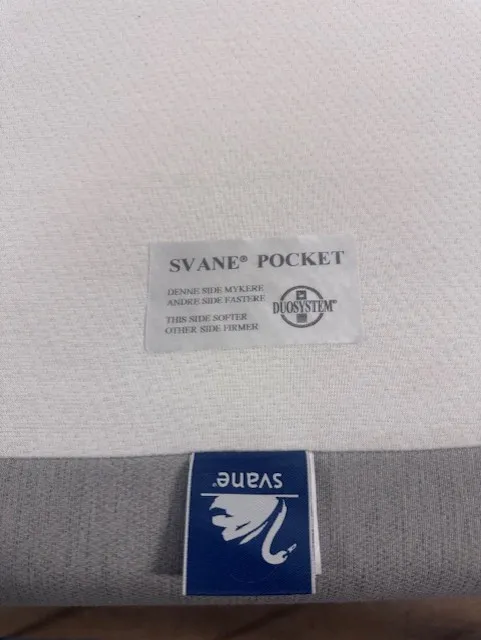 SVANE® POCKET
DENNE SIDE MYKERE
ANDRE SIDE FASTERE
THIS SIDE SOFTER
OTHER SIDE FIRMER
DUOSYSTEM®
svane®